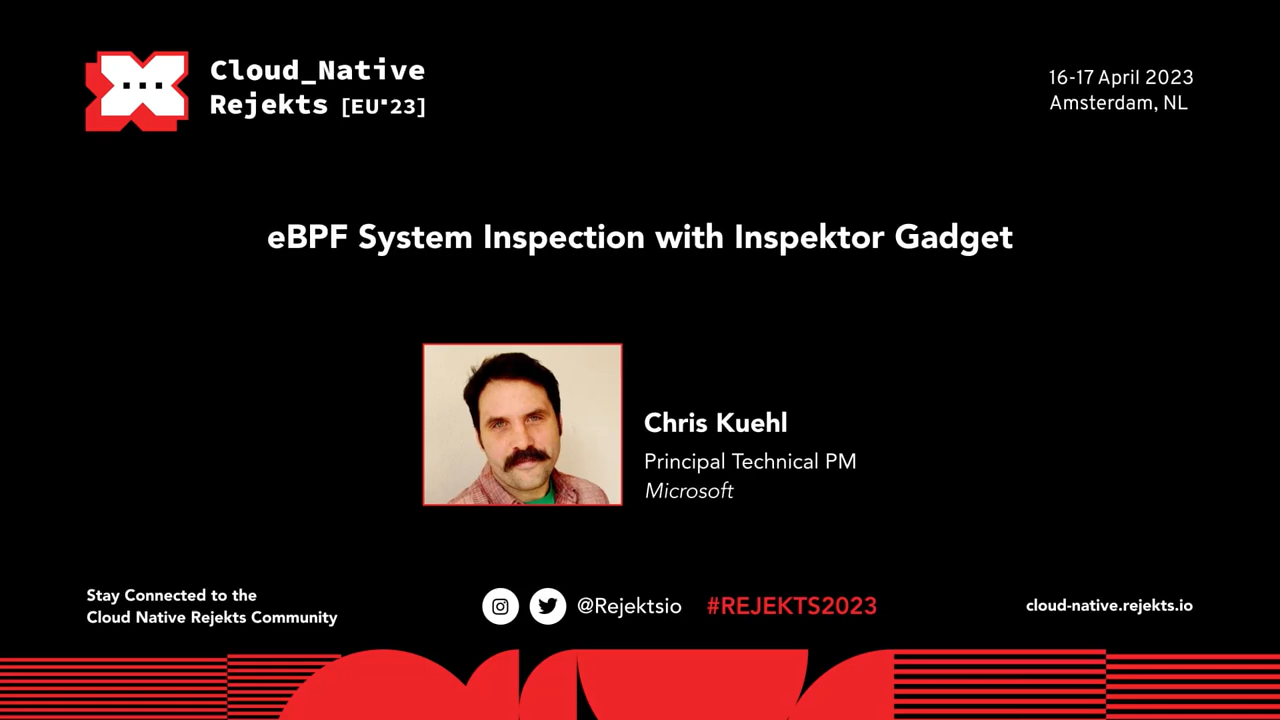 Cloud_Native
Rejekts [EU"23]
16-17 April 2023
Amsterdam, NL
eBPF System Inspection with Inspektor Gadget
Chris Kuehl
Principal Technical PM
Microsoft
Stay Connected to the
Cloud Native Rejekts Community
@Rejektsio
#REJEKTS2023
cloud-native.rejekts.io